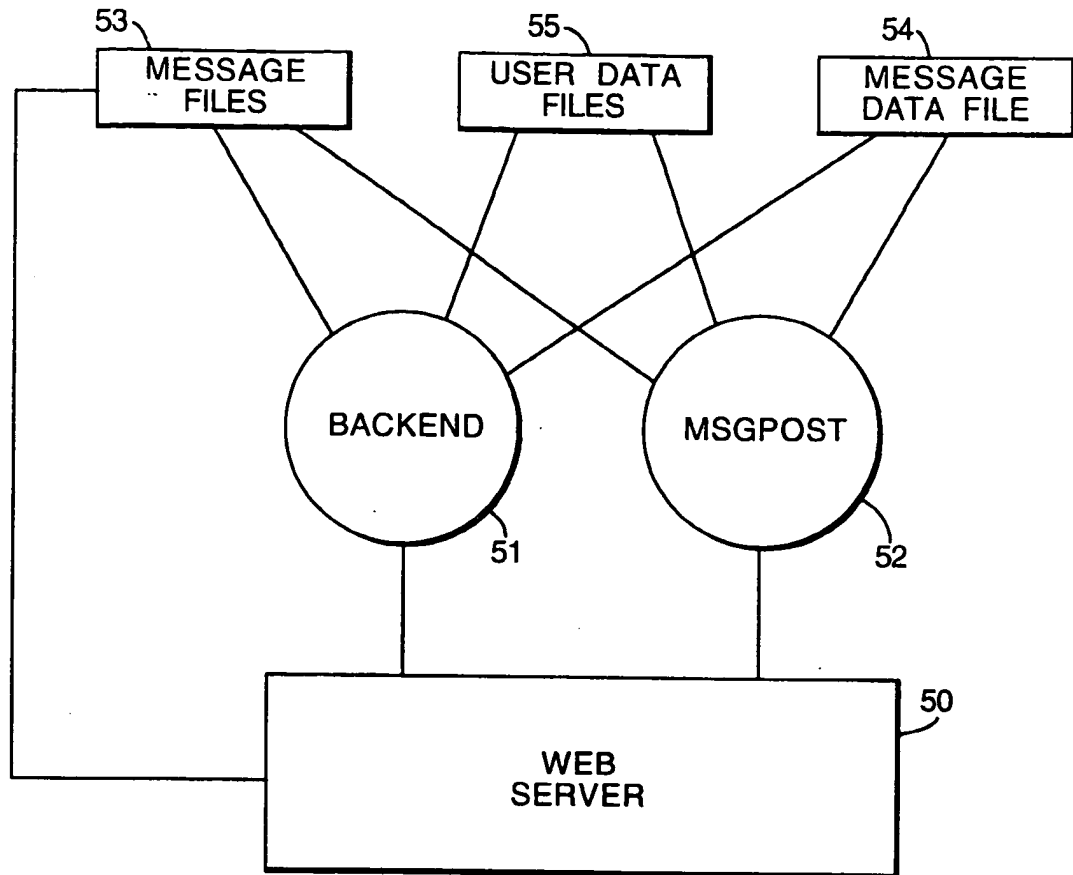 53
MESSAGE
FILES
55
USER DATA
FILES
54
MESSAGE
DATA FILE
BACKEND
51
MSGPOST
52
50
WEB
SERVER